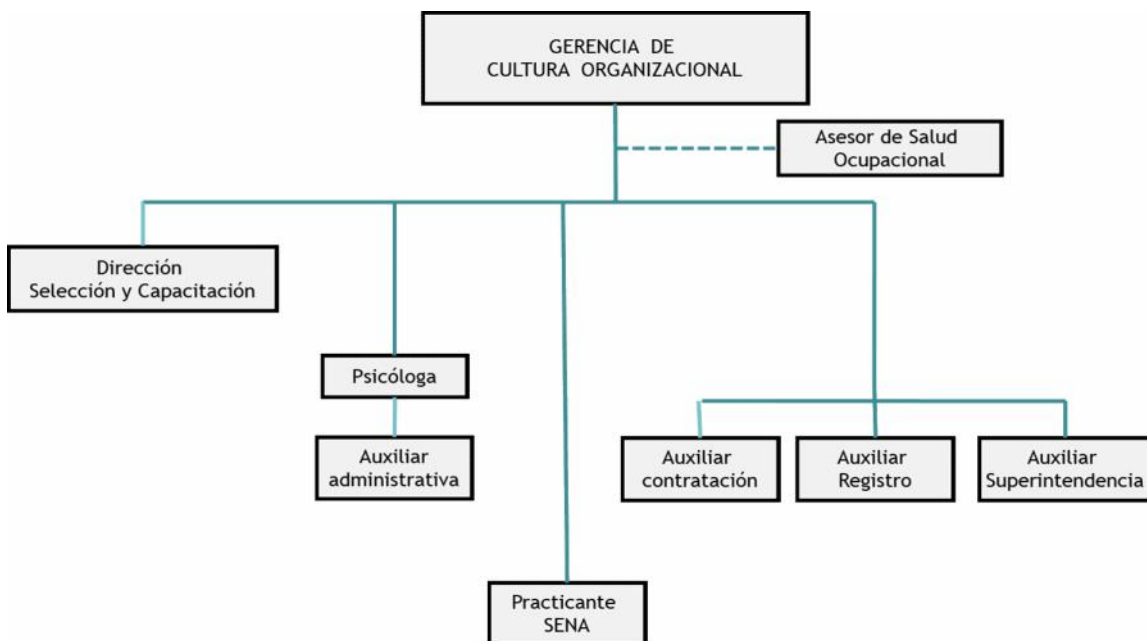 GERENCIA DE
CULTURA ORGANIZACIONAL
Asesor de Salud
Ocupacional
Dirección
Selección y Capacitación
Psicóloga
Auxiliar
administrativa
Auxiliar
contratación
Auxiliar
Registro
Auxiliar
Superintendencia
Practicante
SENA